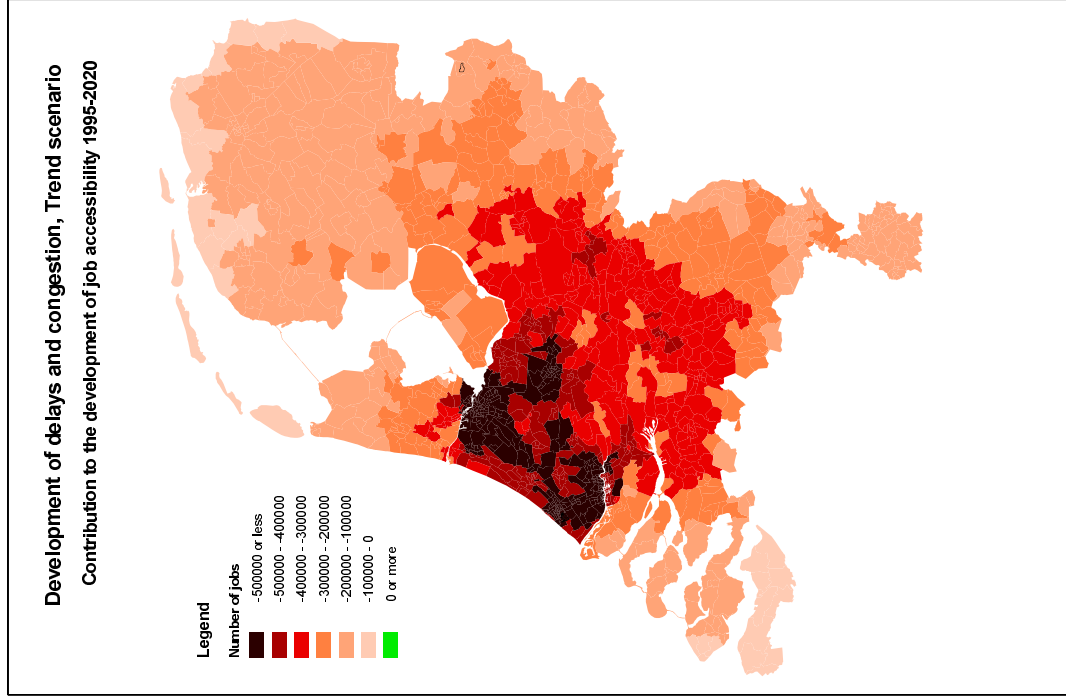 Development of delays and congestion, Trend scenario
Contribution to the development of job accessibility 1995-2020
Legend
Number of jobs
-500000 or less
-500000 - -400000
-400000 - -300000
-300000 - -200000
-200000 - -100000
-100000 - 0
0 or more